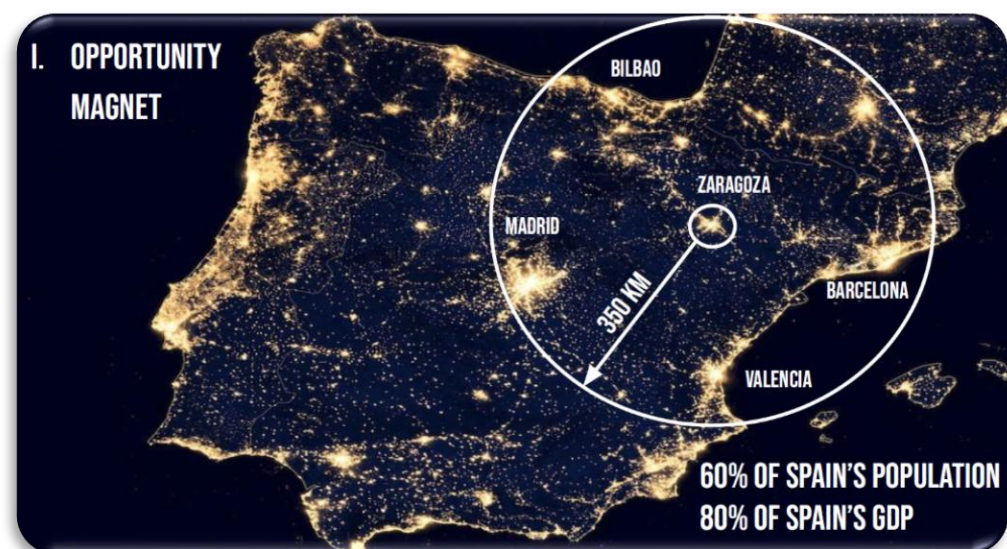 I. OPPORTUNITY
MAGNET
BILBAO
ZARAGOZA
MADRID
350 KM
BARCELONA
VALENCIA
60% OF SPAIN'S POPULATION
80% OF SPAIN'S GDP